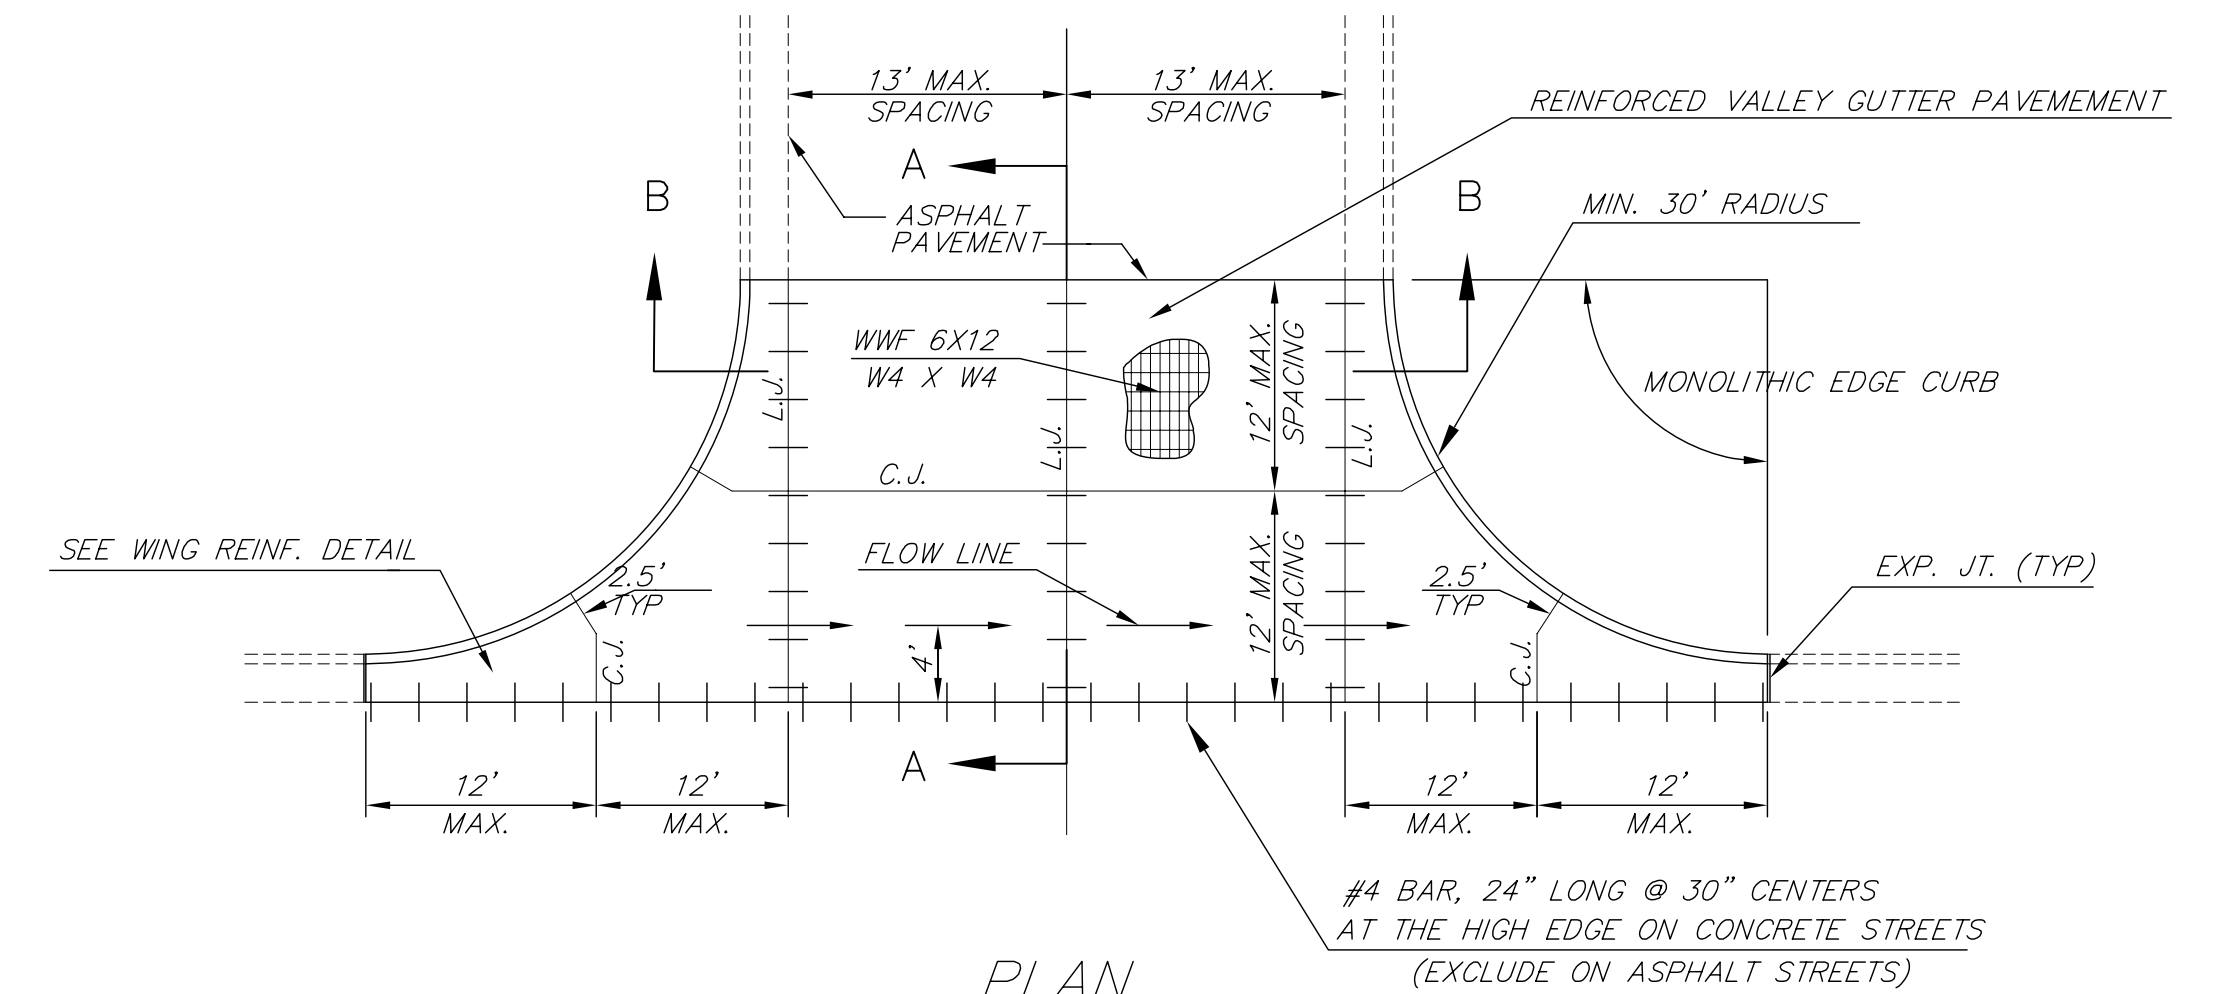 13' MAX.
SPACING
13' MAX.
SPACING
REINFORCED VALLEY GUTTER PAVEMEMENT
A
B
B
MIN. 30' RADIUS
ASPHALT
PAVEMENT
WWF 6X12
W4 X W4
L.J.
L.J.
L.J.
12' MAX.
SPACING
MONOLITHIC EDGE CURB
C.J.
SEE WING REINF. DETAIL
FLOW LINE
2.5'
TYP
12' MAX.
SPACING
2.5'
TYP
EXP. JT. (TYP)
C.J.
4'
C.J.
A
12'
MAX.
12'
MAX.
12'
MAX.
12'
MAX.
#4 BAR, 24" LONG @ 30" CENTERS
AT THE HIGH EDGE ON CONCRETE STREETS
(EXCLUDE ON ASPHALT STREETS)
PLAN